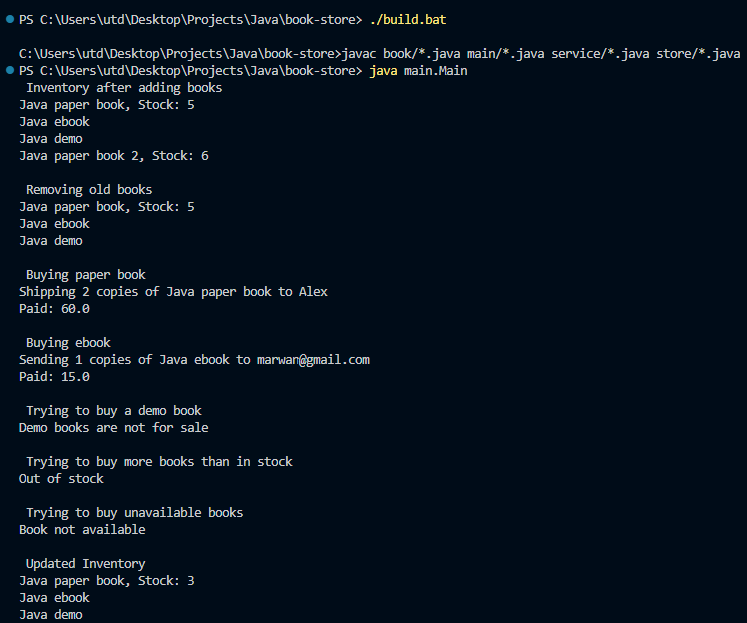 PS C:\Users\utd\Desktop\Projects\Java\book-store> ./build.bat
C:\Users\utd\Desktop\Projects\Java\book-store>javac book/*.java main/*.java service/*.java store/*.java
PS C:\Users\utd\Desktop\Projects\Java\book-store> java main.Main
Inventory after adding books
Java paper book, Stock: 5
Java ebook
Java demo
Java paper book 2, Stock: 6
Removing old books
Java paper book, Stock: 5
Java ebook
Java demo
Buying paper book
Shipping 2 copies of Java paper book to Alex
Paid: 60.0
Buying ebook
Sending 1 copies of Java ebook to marwan@gmail.com
Paid: 15.0
Trying to buy a demo book
Demo books are not for sale
Trying to buy more books than in stock
Out of stock
Trying to buy unavailable books
Book not available
Updated Inventory
Java paper book, Stock: 3
Java ebook
Java demo